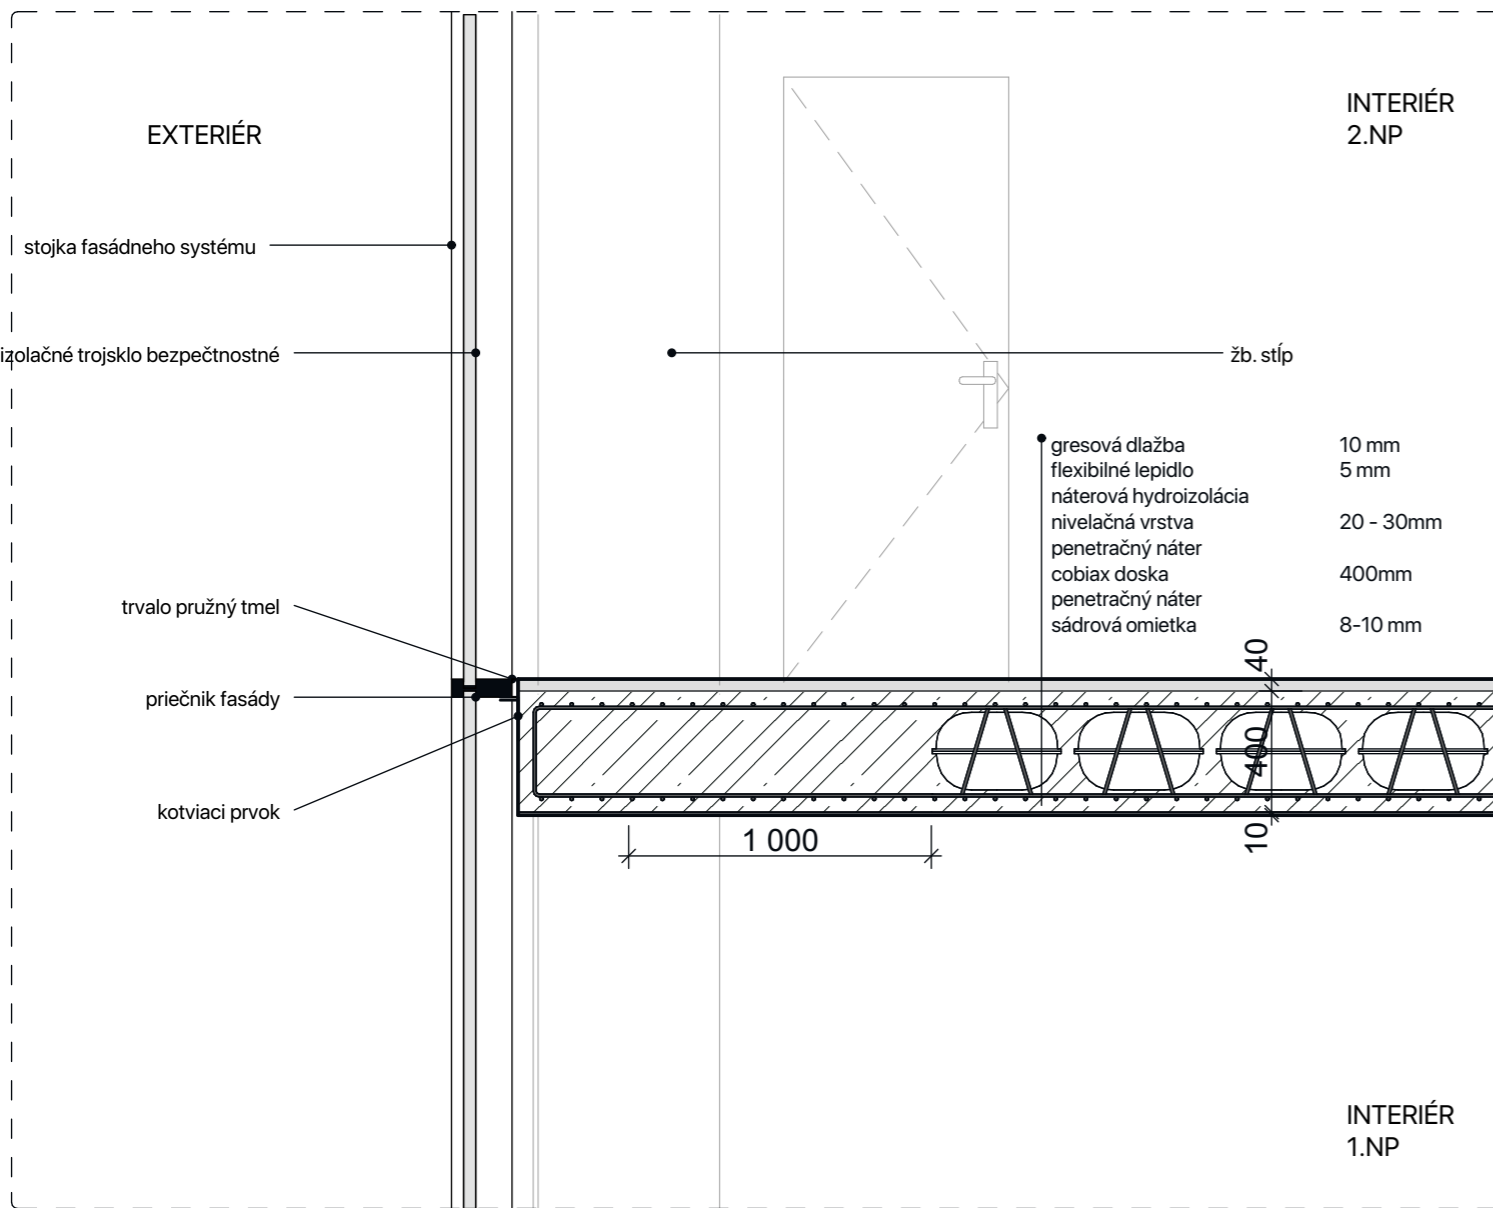 EXTERIÉR
INTERIÉR
2.NP
stojka fasádneho systému
izolačné trojsklo bezpečtnostné
žb. stĺp
gresová dlažba 10 mm
flexibilné lepidlo 5 mm
náterová hydroizolácia
nivelačná vrstva 20 - 30mm
penetračný náter
cobiax doska 400mm
penetračný náter
sádrová omietka 8-10 mm
trvalo pružný tmel
priečnik fasády
kotviaci prvok
40
400
10
1 000
INTERIÉR
1.NP